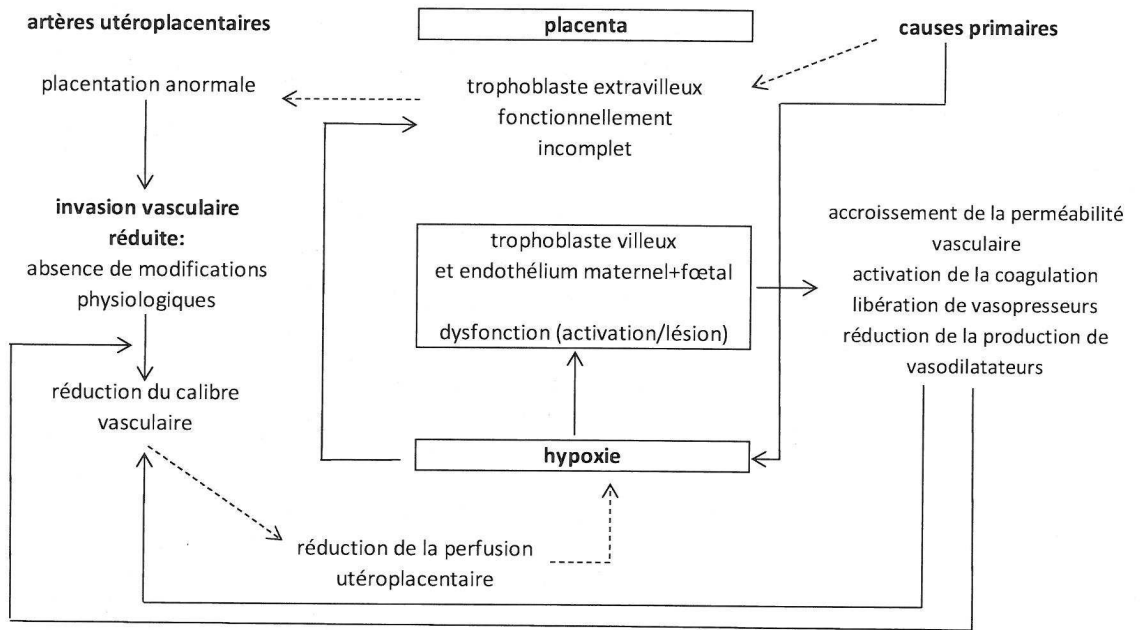 artères utéroplacentaires
placenta
causes primaires
placentation anormale
trophoblaste extravilleux
fonctionnellement
incomplet
invasion vasculaire
réduite:
absence de modifications
physiologiques
trophoblaste villeux
et endothélium maternel+fœtal
dysfonction (activation/lésion)
accroissement de la perméabilité
vasculaire
activation de la coagulation
libération de vasopresseurs
réduction de la production de
vasodilatateurs
réduction du calibre
vasculaire
hypoxie
réduction de la perfusion
utéroplacentaire